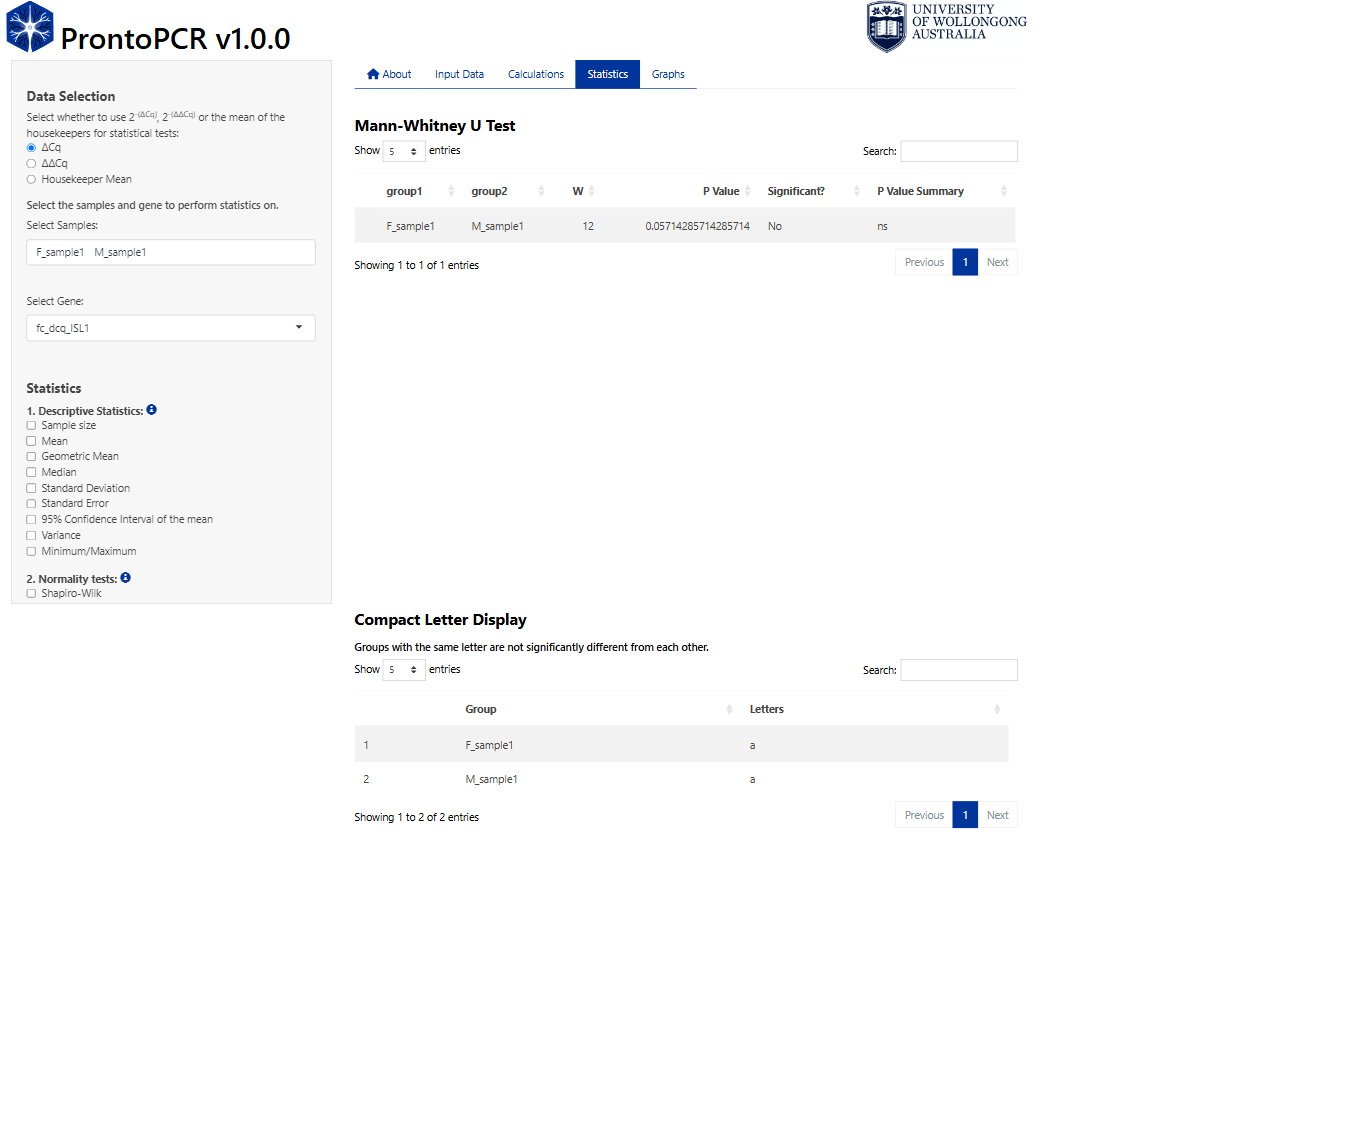 ProntoPCR v1.0.0
UNIVERSITY
OF WOLLONGONG
AUSTRALIA
Data Selection
Select whether to use 2^-(ΔCq), 2^-(ΔΔCq) or the mean of the
housekeepers for statistical tests:
ΔCq
ΔΔCq
Housekeeper Mean
Select the samples and gene to perform statistics on.
Select Samples:
F_sample1 M_sample1
Select Gene:
fc_dcq_ISL1
Statistics
1. Descriptive Statistics:
Sample size
Mean
Geometric Mean
Median
Standard Deviation
Standard Error
95% Confidence Interval of the mean
Variance
Minimum/Maximum
2. Normality tests:
Shapiro-Wilk
About Input Data Calculations Statistics Graphs
Mann-Whitney U Test
Show 5 entries Search:
group1 group2 W P Value Significant? P Value Summary
F_sample1 M_sample1 12 0.05714285714285714 No ns
Showing 1 to 1 of 1 entries Previous 1 Next
Compact Letter Display
Groups with the same letter are not significantly different from each other.
Show 5 entries Search:
Group Letters
1 F_sample1 a
2 M_sample1 a
Showing 1 to 2 of 2 entries Previous 1 Next